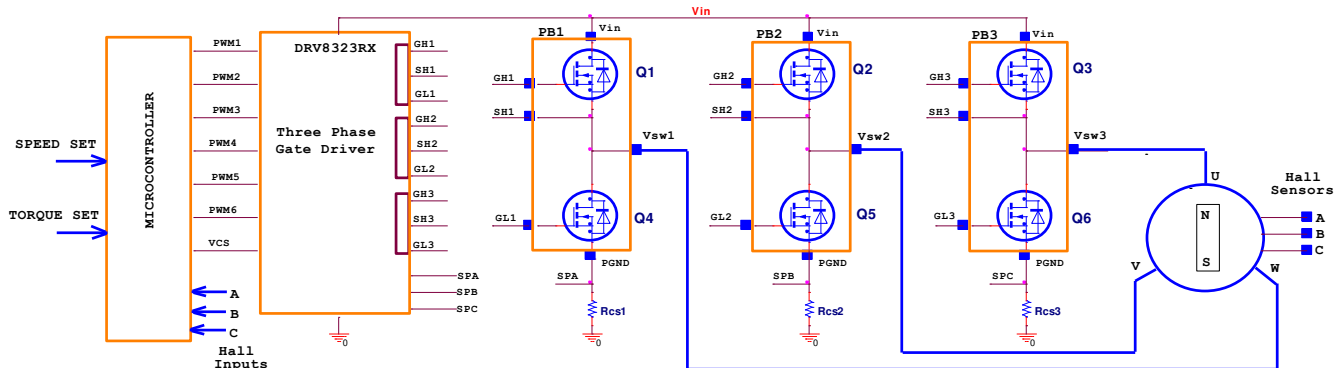 Vin
MICROCONTROLLER
SPEED SET
TORQUE SET
PWM1
PWM2
PWM3
PWM4
PWM5
PWM6
VCS
A
B
C
Hall
Inputs
DRV8323RX
Three Phase
Gate Driver
GH1
SH1
GL1
GH2
SH2
GL2
GH3
SH3
GL3
SPA
SPB
SPC
0
PB1
Vin
Q1
GH1
SH1
Vsw1
GL1
Q4
PGND
SPA
Rcs1
0
PB2
Vin
Q2
GH2
SH2
Vsw2
GL2
Q5
PGND
SPB
Rcs2
0
PB3
Vin
Q3
GH3
SH3
Vsw3
GL3
Q6
PGND
SPC
Rcs3
0
U
Hall
Sensors
N
S
A
B
C
V
W